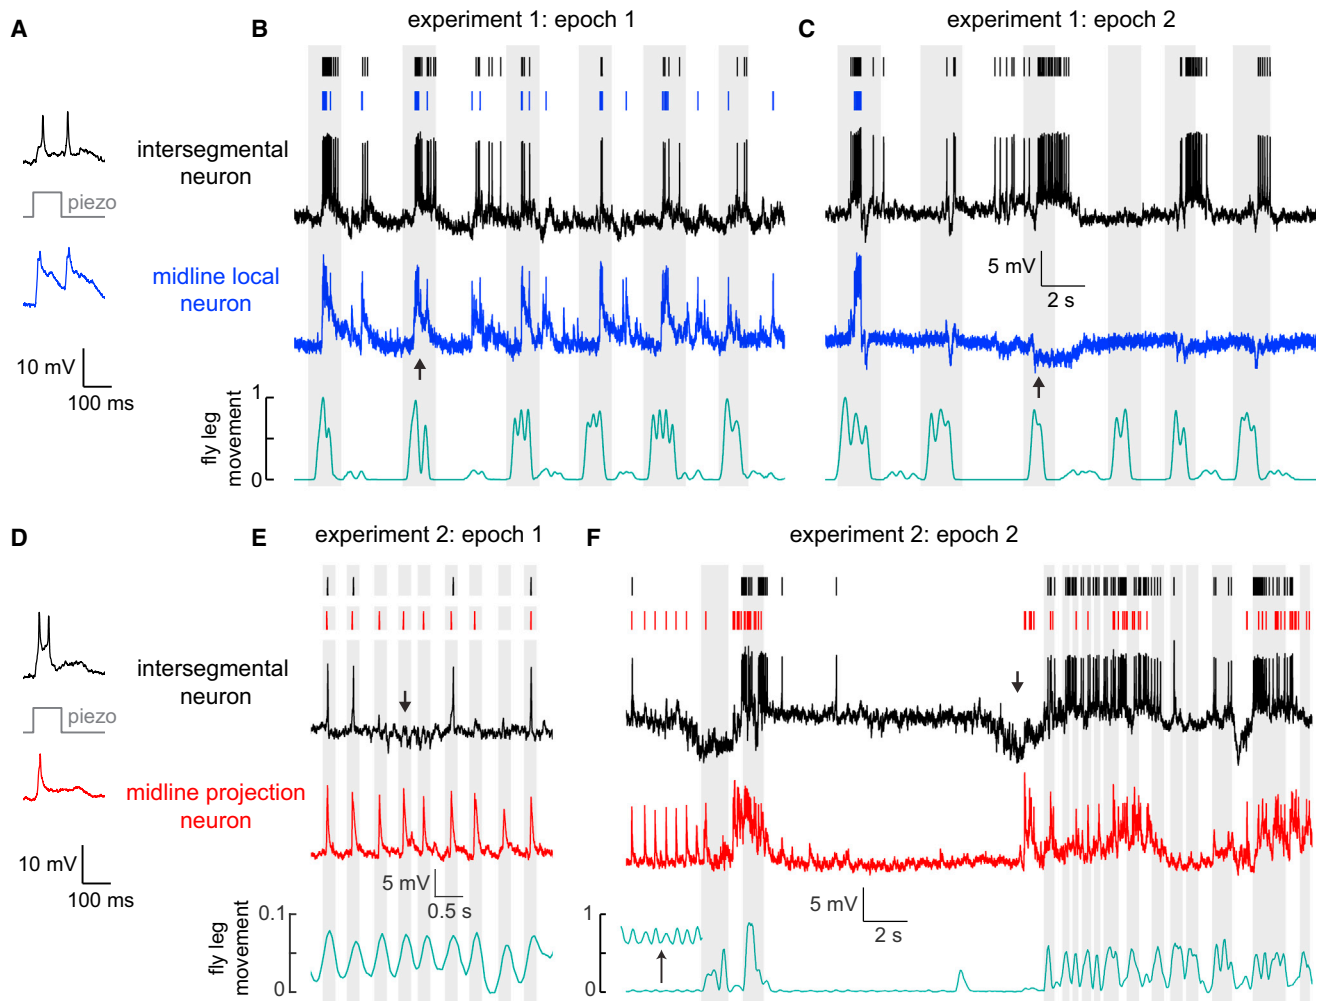 A
B
experiment 1: epoch 1
C
experiment 1: epoch 2
intersegmental
neuron
piezo
midline local
neuron
10 mV
100 ms
5 mV
2 s
1
0
fly leg
movement
D
E
experiment 2: epoch 1
F
experiment 2: epoch 2
intersegmental
neuron
piezo
midline projection
neuron
10 mV
100 ms
5 mV
0.5 s
5 mV
2 s
0.1
0
fly leg
movement
1
0